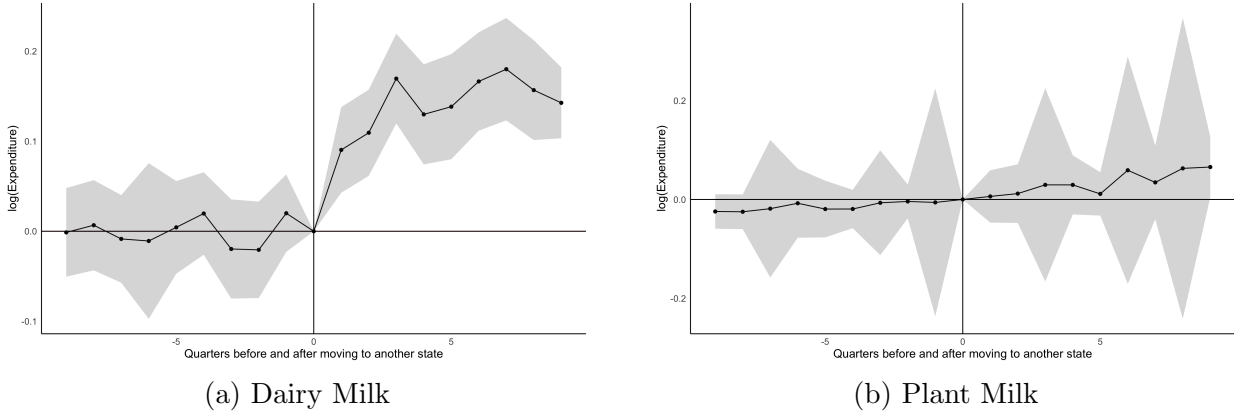 log(Expenditure)
0.2
0.1
0.0
-0.1
-5
0
5
Quarters before and after moving to another state
(a) Dairy Milk
log(Expenditure)
0.2
0.0
-0.2
-5
0
5
Quarters before and after moving to another state
(b) Plant Milk